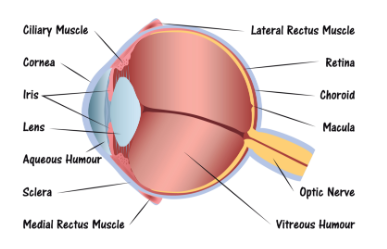 Ciliary Muscle
Cornea
Iris
Lens
Aqueous Humour
Sclera
Medial Rectus Muscle
Lateral Rectus Muscle
Retina
Choroid
Macula
Optic Nerve
Vitreous Humour